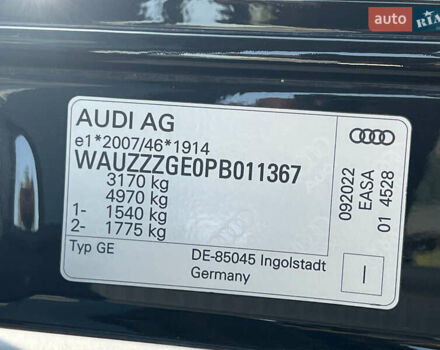 auto RIA
AUDI AG
e1*2007/46*1914
WAUZZZGE0PB011367
3170 kg
4970 kg
1- 1540 kg
2- 1775 kg
Typ GE
DE-85045 Ingolstadt
Germany
092022
EASA
01 4528
I